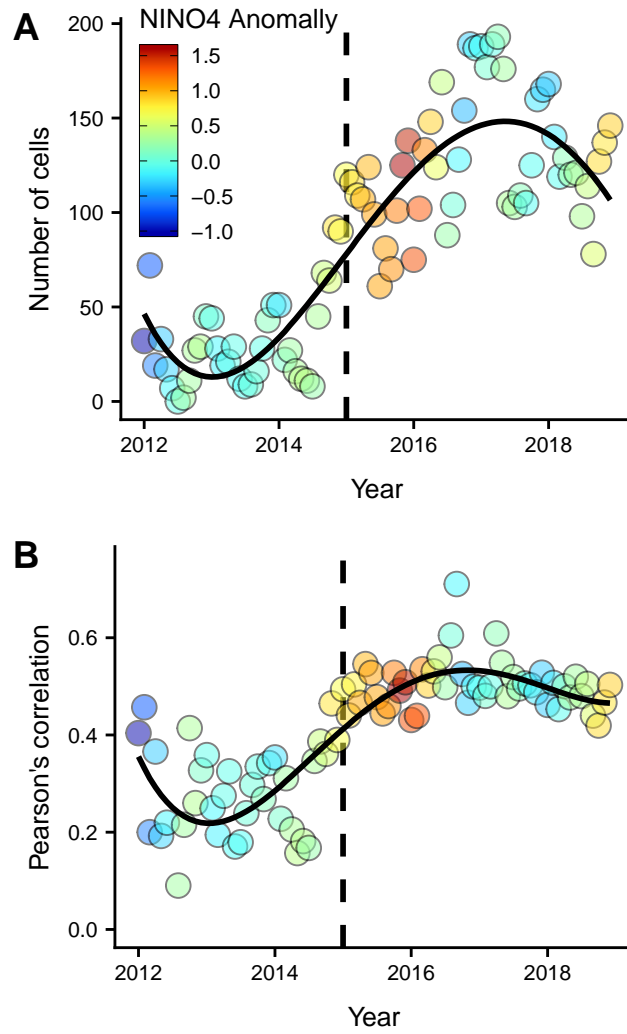 A
NINO4 Anomally
200
150
100
50
0
Number of cells
1.5
1.0
0.5
0.0
−0.5
−1.0
2012 2014 2016 2018
Year
B
0.6
0.4
0.2
0.0
Pearson's correlation
2012 2014 2016 2018
Year